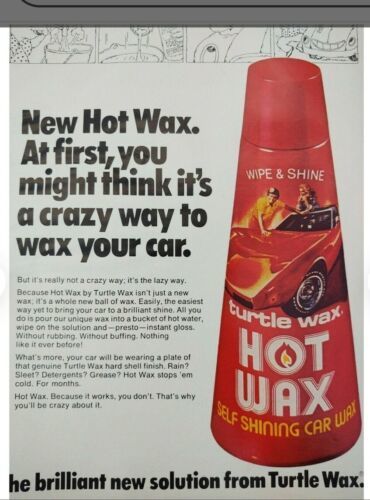 New Hot Wax.
At first, you
might think it's
a crazy way to
wax your car.
But it's really not a crazy way; it's the lazy way.
Because Hot Wax by Turtle Wax isn't just a new
wax; it's a whole new ball of wax. Easily, the easiest
way yet to bring your car to a brilliant shine. All you
do is pour our unique wax into a bucket of hot water,
wipe on the solution and—presto—instant gloss.
Without rubbing. Without buffing. Nothing
like it ever before!
What's more, your car will be wearing a plate of
that genuine Turtle Wax hard shell finish. Rain?
Sleet? Detergents? Grease? Hot Wax stops 'em
cold. For months.
Hot Wax. Because it works, you don't. That's why
you'll be crazy about it.
WIPE & SHINE
turtle wax®
HOT
WAX
SELF SHINING CAR WAX
he brilliant new solution from Turtle Wax.®